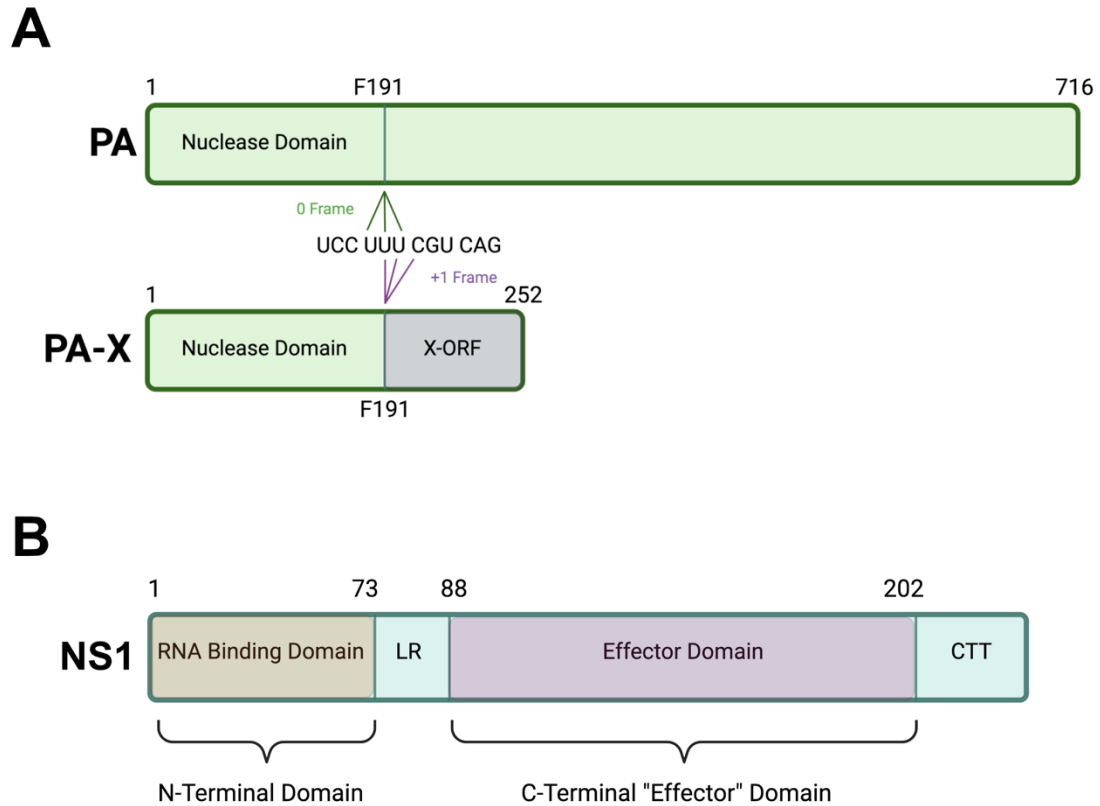 A
1 F191 716
PA Nuclease Domain
0 Frame
UCC UUU CGU CAG
+1 Frame
1 252
PA-X Nuclease Domain X-ORF
F191
B
1 73 88 202
NS1 RNA Binding Domain LR Effector Domain CTT
N-Terminal Domain C-Terminal "Effector" Domain